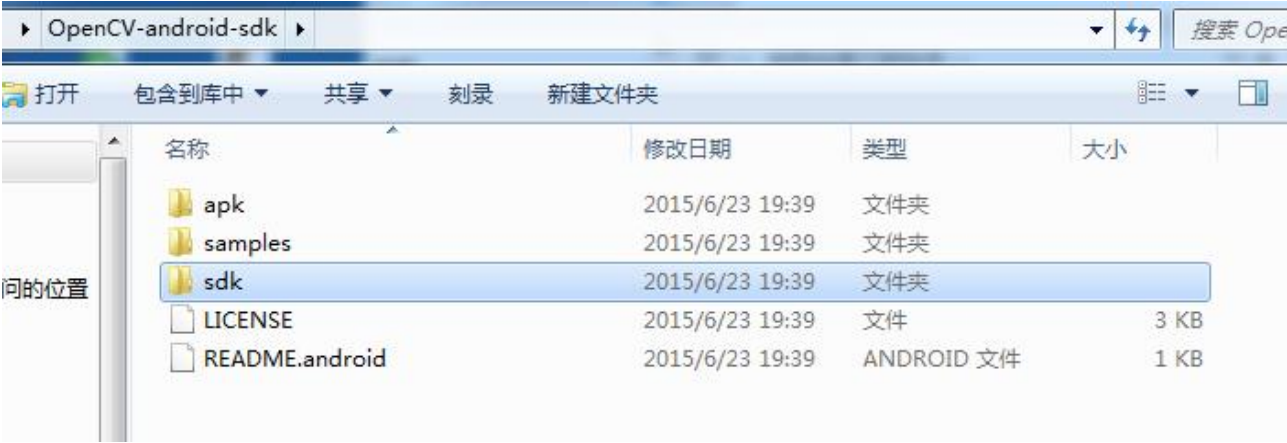 OpenCV-android-sdk 搜索 Ope
打开 包含到库中 共享 刻录 新建文件夹
名称 修改日期 类型 大小
apk 2015/6/23 19:39 文件夹
samples 2015/6/23 19:39 文件夹
问的位置 sdk 2015/6/23 19:39 文件夹
LICENSE 2015/6/23 19:39 文件 3 KB
README.android 2015/6/23 19:39 ANDROID 文件 1 KB